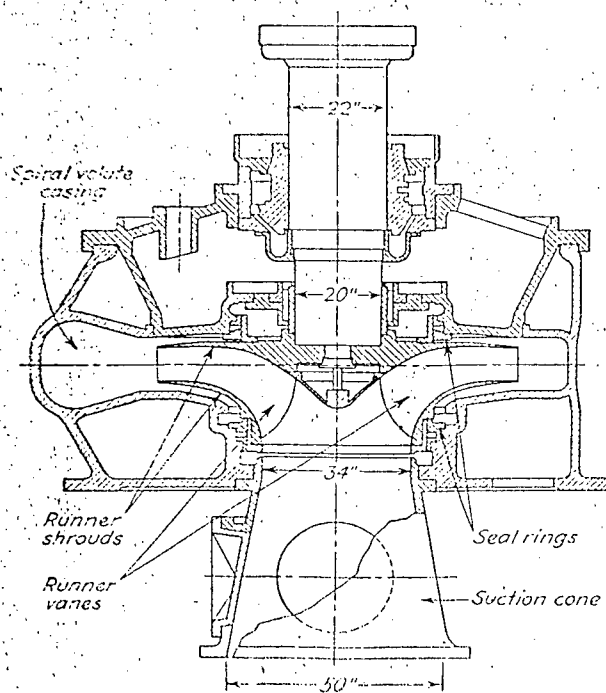 22"
Spiral volute
casing
20"
34"
Runner
shrouds
Seal rings
Runner
vanes
Suction cone
50"